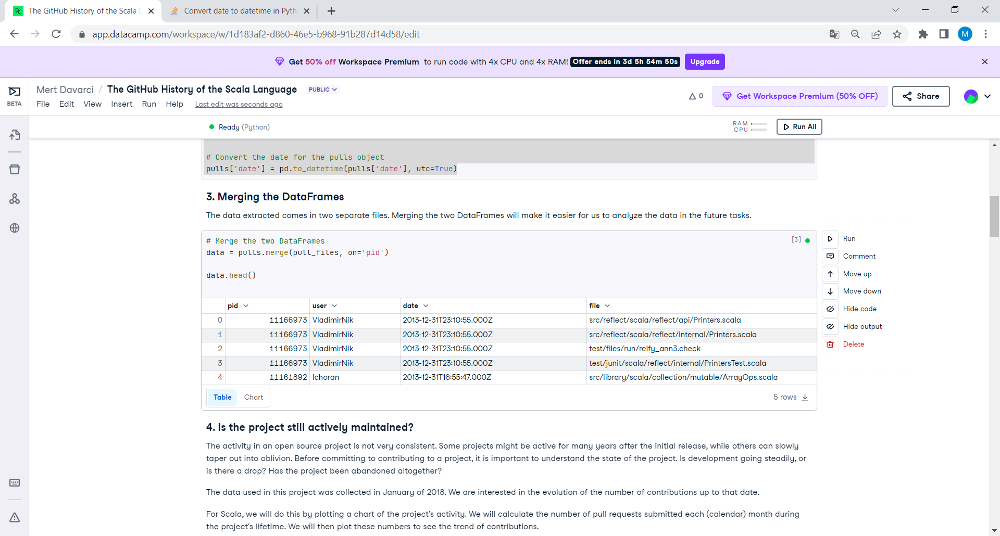 The GitHub History of the Scala L
Convert date to datetime in Pyth
app.datacamp.com/workspace/w/1d183af2-d860-46e5-b968-91b287d14d58/edit
M
Get 50% off Workspace Premium to run code with 4x CPU and 4x RAM! Offer ends in 3d 5h 54m 50s Upgrade
BETA
Mert Davarci / The GitHub History of the Scala Language PUBLIC
File Edit View Insert Run Help Last edit was seconds ago
0 Get Workspace Premium (50% OFF) Share
Ready (Python)
RAM
CPU
Run All
# Convert the date for the pulls object
pulls['date'] = pd.to_datetime(pulls['date'], utc=True)
3. Merging the DataFrames
The data extracted comes in two separate files. Merging the two DataFrames will make it easier for us to analyze the data in the future tasks.
# Merge the two DataFrames
data = pulls.merge(pull_files, on='pid')
data.head()
[3]
Run
Comment
Move up
Move down
Hide code
Hide output
Delete
pid user date file
0 11166973 VladimirNik 2013-12-31T23:10:55.000Z src/reflect/scala/reflect/api/Printers.scala
1 11166973 VladimirNik 2013-12-31T23:10:55.000Z src/reflect/scala/reflect/internal/Printers.scala
2 11166973 VladimirNik 2013-12-31T23:10:55.000Z test/files/run/reify_ann3.check
3 11166973 VladimirNik 2013-12-31T23:10:55.000Z test/junit/scala/reflect/internal/PrintersTest.scala
4 11161892 Ichoran 2013-12-31T16:55:47.000Z src/library/scala/collection/mutable/ArrayOps.scala
Table Chart 5 rows
4. Is the project still actively maintained?
The activity in an open source project is not very consistent. Some projects might be active for many years after the initial release, while others can slowly
taper out into oblivion. Before committing to contributing to a project, it is important to understand the state of the project. Is development going steadily, or
is there a drop? Has the project been abandoned altogether?
The data used in this project was collected in January of 2018. We are interested in the evolution of the number of contributions up to that date.
For Scala, we will do this by plotting a chart of the project's activity. We will calculate the number of pull requests submitted each (calendar) month during
the project's lifetime. We will then plot these numbers to see the trend of contributions.